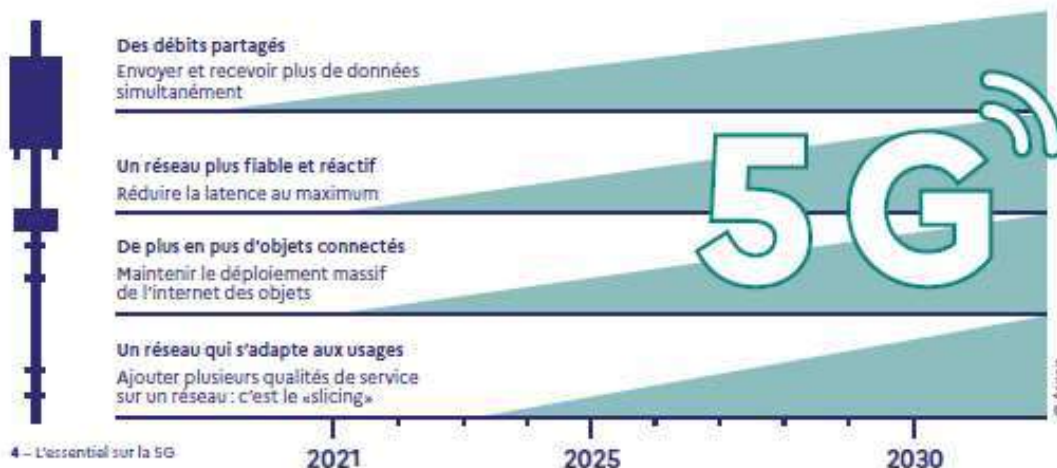 Des débits partagés
Envoyer et recevoir plus de données
simultanément
Un réseau plus fiable et réactif
Réduire la latence au maximum
5G
De plus en pus d'objets connectés
Maintenir le déploiement massif
de l'internet des objets
Un réseau qui s'adapte aux usages
Ajouter plusieurs qualités de service
sur un réseau : c'est le «slicing»
4 – L'essentiel sur la 5G
2021
2025
2030